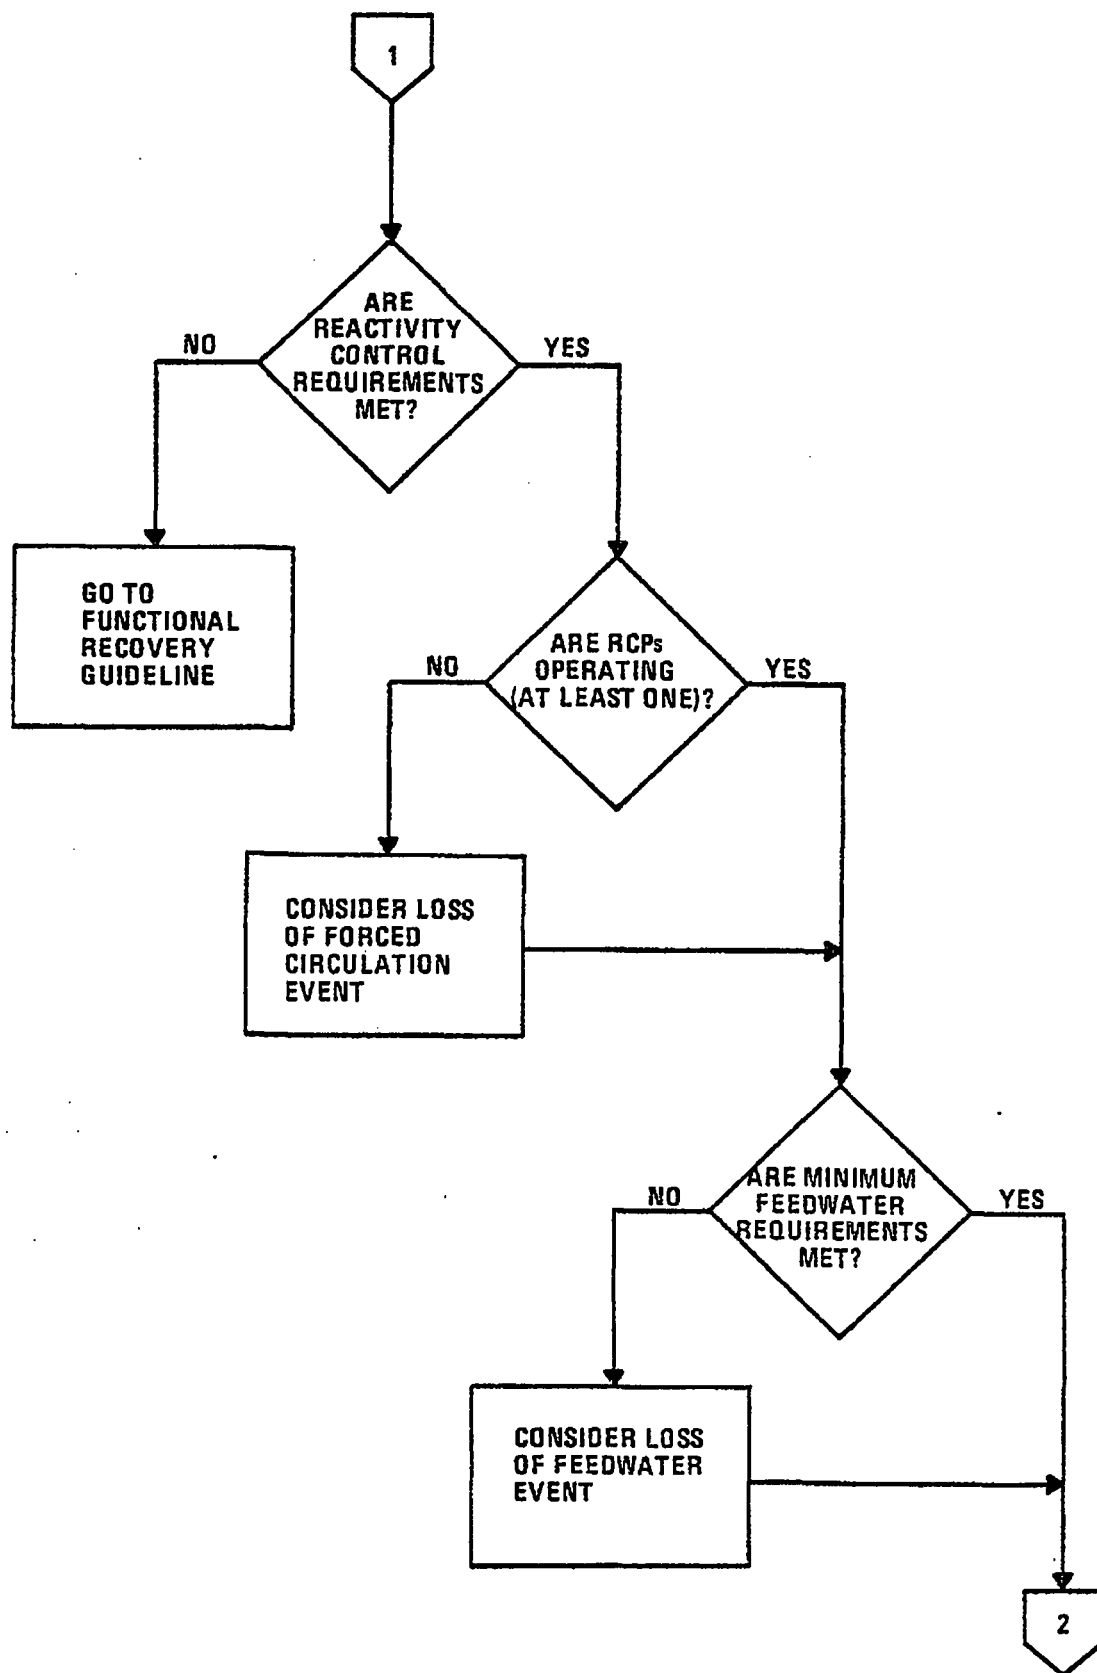 1
ARE
REACTIVITY
CONTROL
REQUIREMENTS
MET?
NO
YES
GO TO
FUNCTIONAL
RECOVERY
GUIDELINE
ARE RCPs
OPERATING
(AT LEAST ONE)?
NO
YES
CONSIDER LOSS
OF FORCED
CIRCULATION
EVENT
ARE MINIMUM
FEEDWATER
REQUIREMENTS
MET?
NO
YES
CONSIDER LOSS
OF FEEDWATER
EVENT
2